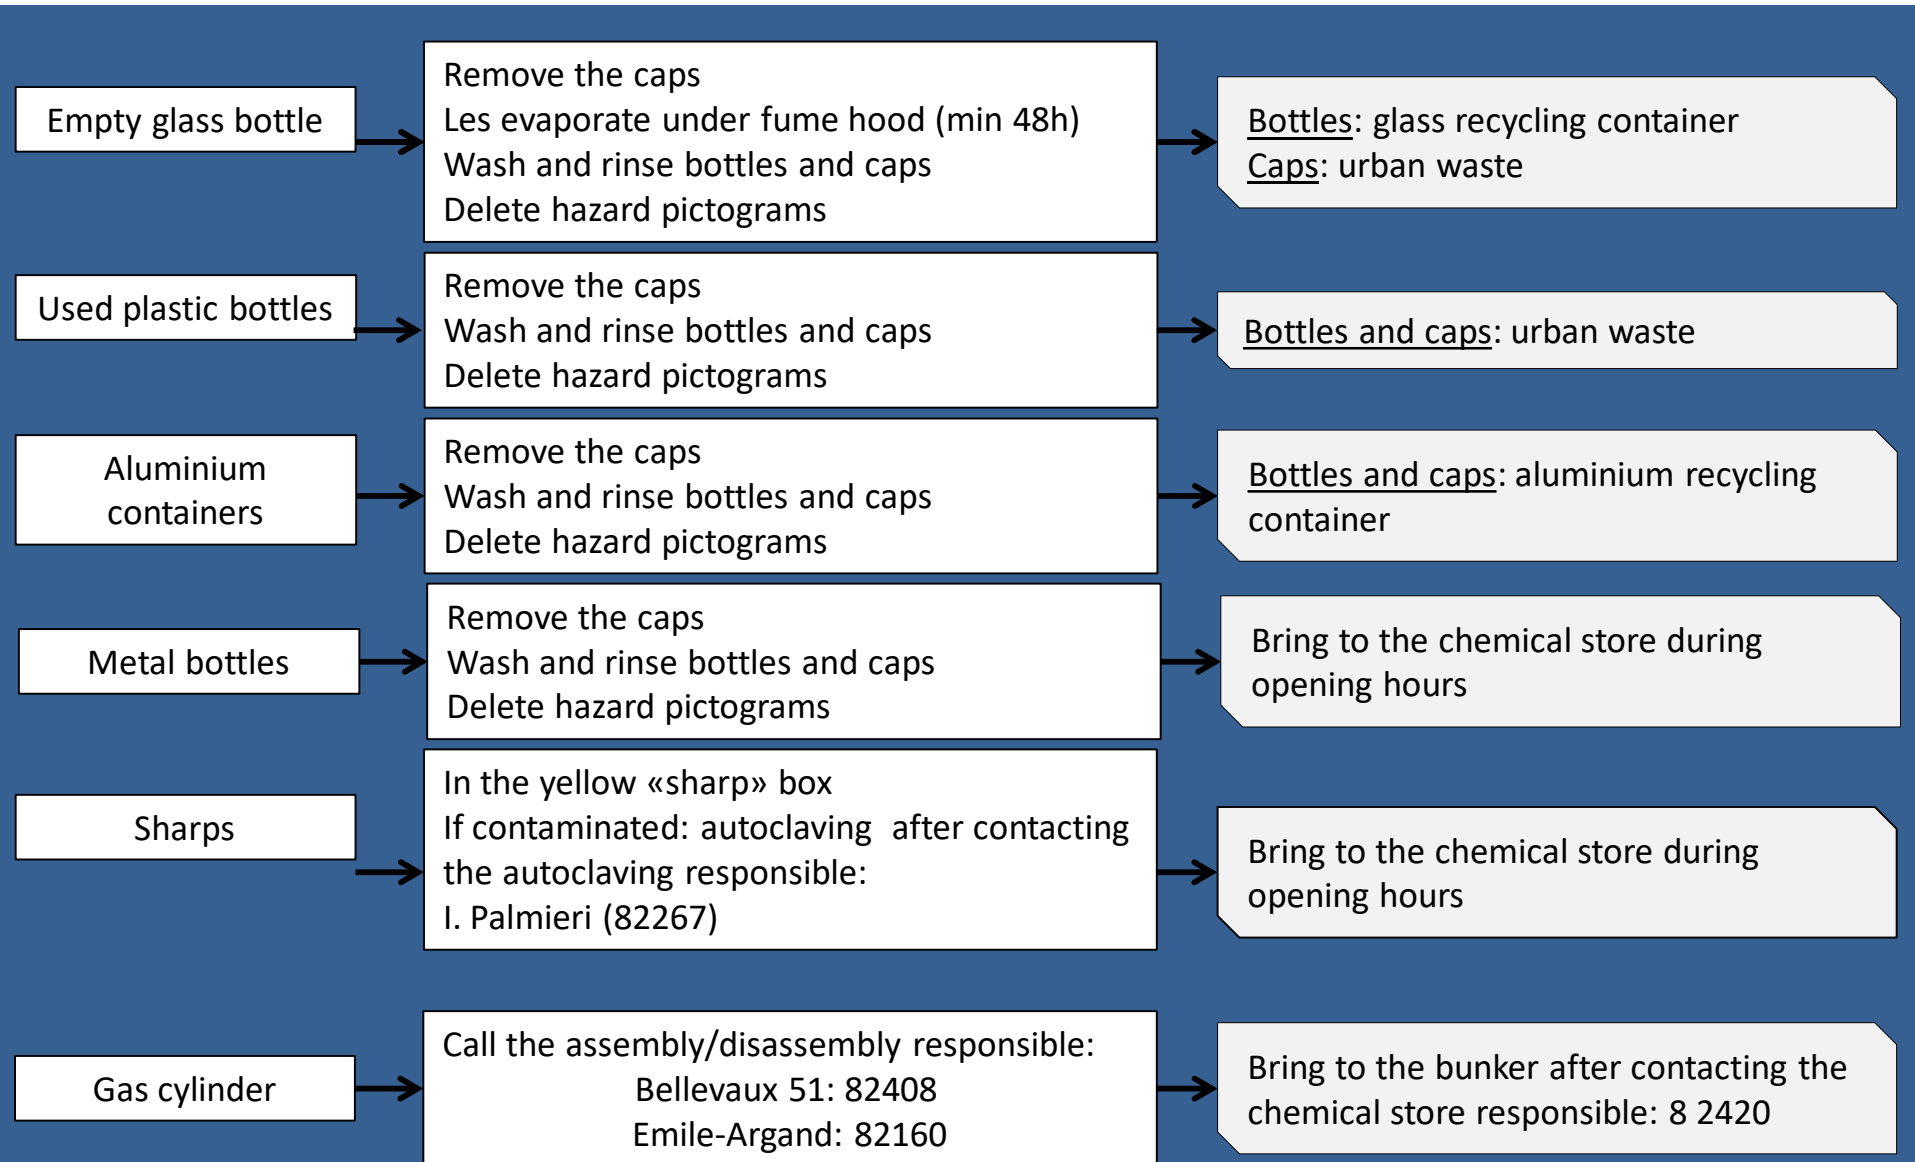 Empty glass bottle
Remove the caps
Les evaporate under fume hood (min 48h)
Wash and rinse bottles and caps
Delete hazard pictograms
Bottles: glass recycling container
Caps: urban waste
Used plastic bottles
Remove the caps
Wash and rinse bottles and caps
Delete hazard pictograms
Bottles and caps: urban waste
Aluminium
containers
Remove the caps
Wash and rinse bottles and caps
Delete hazard pictograms
Bottles and caps: aluminium recycling
container
Metal bottles
Remove the caps
Wash and rinse bottles and caps
Delete hazard pictograms
Bring to the chemical store during
opening hours
Sharps
In the yellow «sharp» box
If contaminated: autoclaving after contacting
the autoclaving responsible:
I. Palmieri (82267)
Bring to the chemical store during
opening hours
Gas cylinder
Call the assembly/disassembly responsible:
Bellevaux 51: 82408
Emile-Argand: 82160
Bring to the bunker after contacting the
chemical store responsible: 8 2420